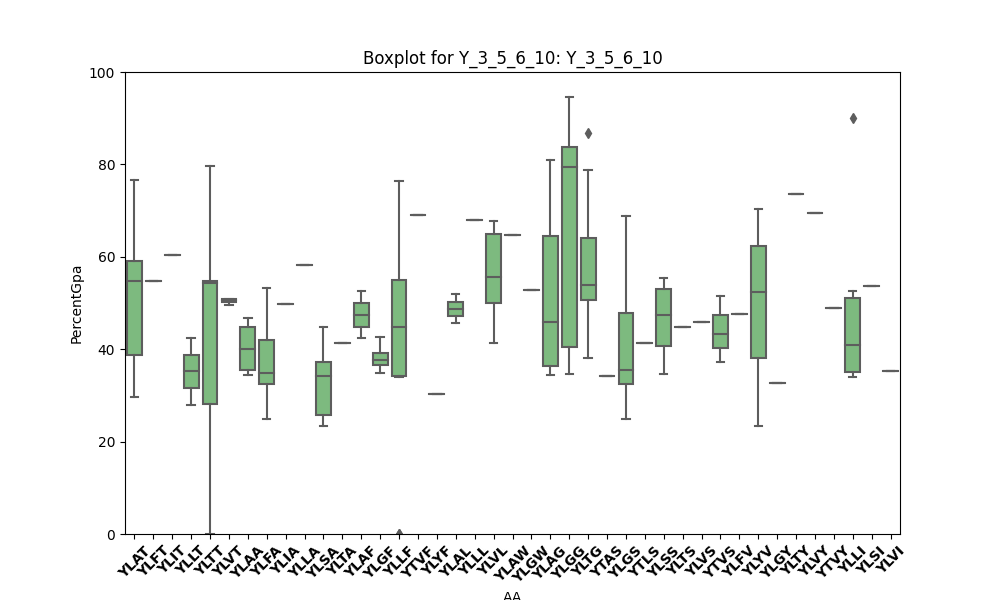 Boxplot for Y_3_5_6_10: Y_3_5_6_10
PercentGpa
100
80
60
40
20
0
YLAT YLFT YLIT YLLT YLTT YLVT YLAA YLFA YLIA YLLA YLSA YLTA YLAF YLGF YLLF YTVF YLYF YLAL YLLL YLVL YLAW YLGW YLAG YLGG YLTG YTAS YLGS YTLS YLSS YLTS YLVS YTVS YLFV YLYV YLGY YLTY YLVY YTVY YLLI YLSI YLVI
AA